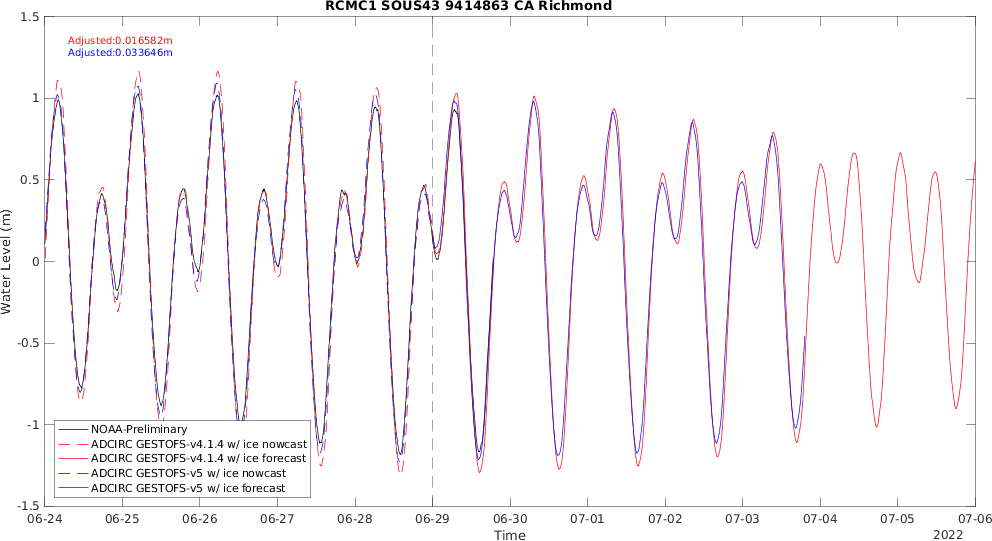 RCMC1 SOUS43 9414863 CA Richmond
Adjusted:0.016582m
Adjusted:0.033646m
Water Level (m)
1.5
1
0.5
0
-0.5
-1
-1.5
NOAA-Preliminary
ADCIRC GESTOFS-v4.1.4 w/ ice nowcast
ADCIRC GESTOFS-v4.1.4 w/ ice forecast
ADCIRC GESTOFS-v5 w/ ice nowcast
ADCIRC GESTOFS-v5 w/ ice forecast
06-24 06-25 06-26 06-27 06-28 06-29 06-30 07-01 07-02 07-03 07-04 07-05 07-06
Time
2022